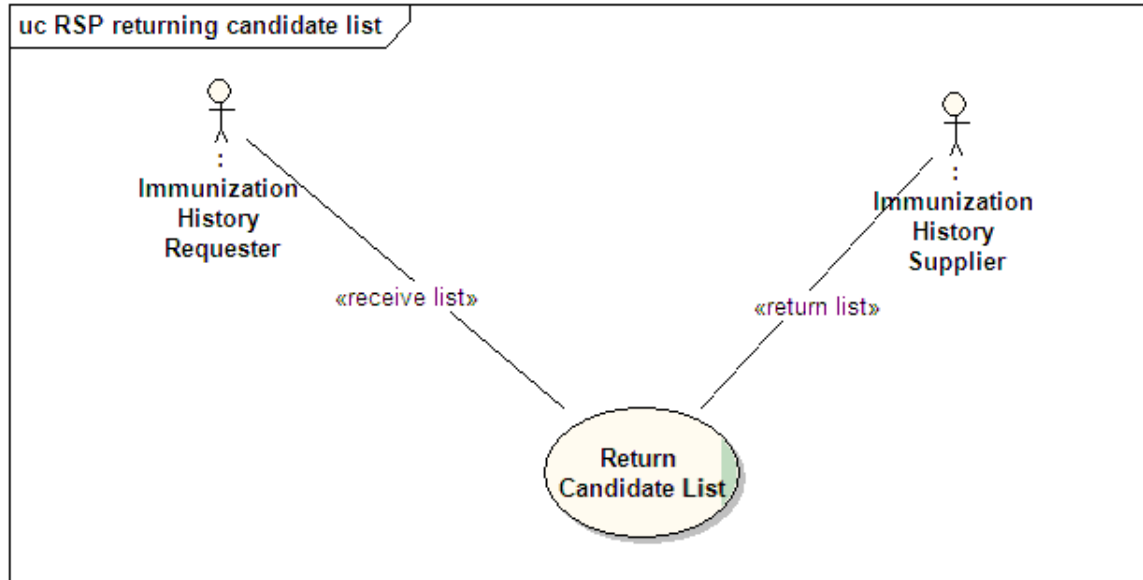 uc RSP returning candidate list
:
Immunization
History
Requester
:
Immunization
History
Supplier
«receive list»
«return list»
Return
Candidate List